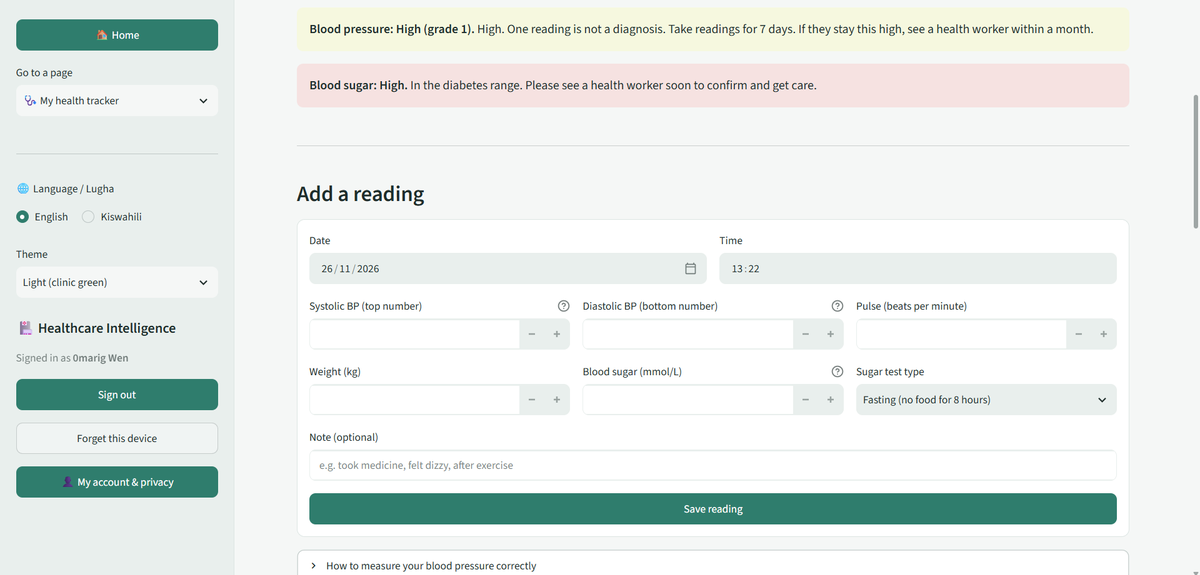 🏠 Home
Go to a page
🩺 My health tracker
🌐 Language / Lugha
English
Kiswahili
Theme
Light (clinic green)
🏥 Healthcare Intelligence
Signed in as 0marig Wen
Sign out
Forget this device
👤 My account & privacy
Blood pressure: High (grade 1). High. One reading is not a diagnosis. Take readings for 7 days. If they stay this high, see a health worker within a month.
Blood sugar: High. In the diabetes range. Please see a health worker soon to confirm and get care.
Add a reading
Date
Time
26/11/2026
13:22
Systolic BP (top number)
Diastolic BP (bottom number)
Pulse (beats per minute)
Weight (kg)
Blood sugar (mmol/L)
Sugar test type
Fasting (no food for 8 hours)
Note (optional)
e.g. took medicine, felt dizzy, after exercise
Save reading
How to measure your blood pressure correctly